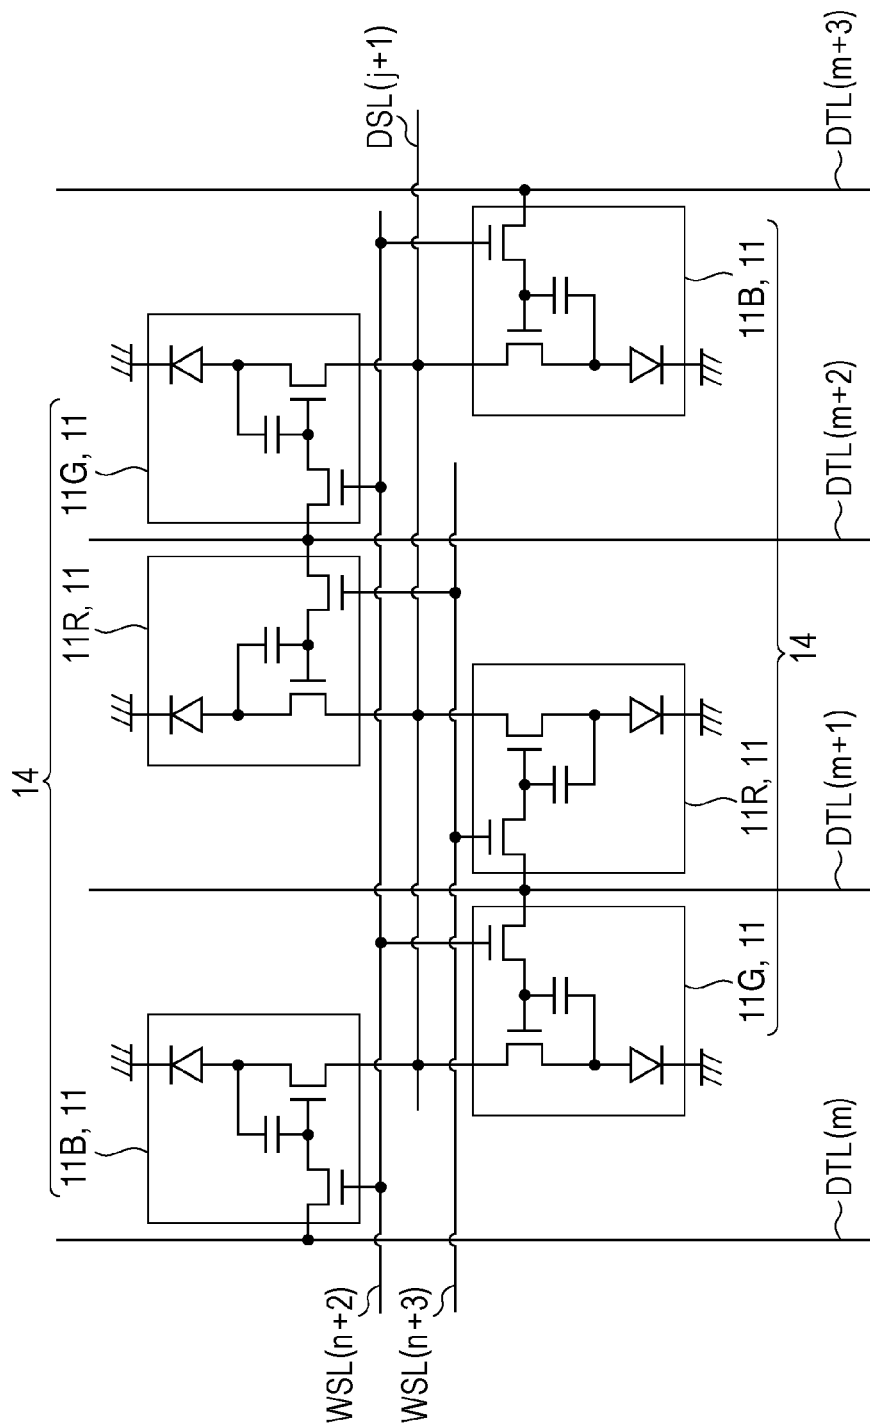 14
11B, 11
11R, 11
11G, 11
DSL(j+1)
WSL(n+2)
WSL(n+3)
11G, 11
11R, 11
11B, 11
14
DTL(m)
DTL(m+1)
DTL(m+2)
DTL(m+3)